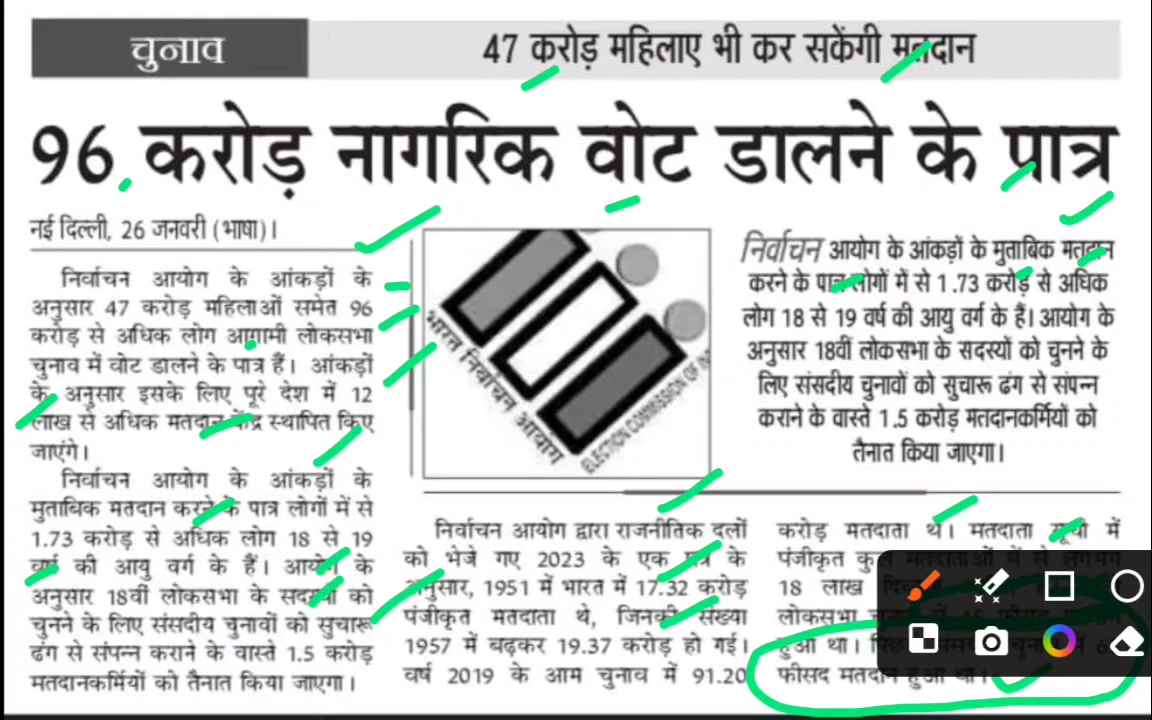 चुनाव
47 करोड़ महिलाए भी कर सकेंगी मतदान
96 करोड़ नागरिक वोट डालने के पात्र
नई दिल्ली, 26 जनवरी (भाषा)।
निर्वाचन आयोग के आंकड़ों के
अनुसार 47 करोड़ महिलाओं समेत 96
करोड़ से अधिक लोग आगामी लोकसभा
चुनाव में वोट डालने के पात्र हैं। आंकड़ों
के अनुसार इसके लिए पूरे देश में 12
लाख से अधिक मतदान केंद्र स्थापित किए
जाएंगे।
निर्वाचन आयोग के आंकड़ों के
मुताबिक मतदान करने के पात्र लोगों में से
1.73 करोड़ से अधिक लोग 18 से 19
वर्ष की आयु वर्ग के हैं। आयोग के
अनुसार 18वीं लोकसभा के सदस्यों को
चुनने के लिए संसदीय चुनावों को सुचारू
ढंग से संपन्न कराने के वास्ते 1.5 करोड़
मतदानकर्मियों को तैनात किया जाएगा।
भारत निर्वाचन आयोग
ELECTION COMMISSION OF
निर्वाचन आयोग के आंकड़ों के मुताबिक मतदान
करने के पात्र लोगों में से 1.73 करोड़ से अधिक
लोग 18 से 19 वर्ष की आयु वर्ग के हैं। आयोग के
अनुसार 18वीं लोकसभा के सदस्यों को चुनने के
लिए संसदीय चुनावों को सुचारू ढंग से संपन्न
कराने के वास्ते 1.5 करोड़ मतदानकर्मियों को
तैनात किया जाएगा।
निर्वाचन आयोग द्वारा राजनीतिक दलों
को भेजे गए 2023 के एक पत्र के
अनुसार, 1951 में भारत में 17.32 करोड़
पंजीकृत मतदाता थे, जिनकी संख्या
1957 में बढ़कर 19.37 करोड़ हो गई।
वर्ष 2019 के आम चुनाव में 91.20
करोड़ मतदाता थे। मतदाता सूची में
पंजीकृत कुल मतदाताओं में से लगभग
18 लाख
लोकसभा
हुआ था।
फीसद मतदान हुआ था।